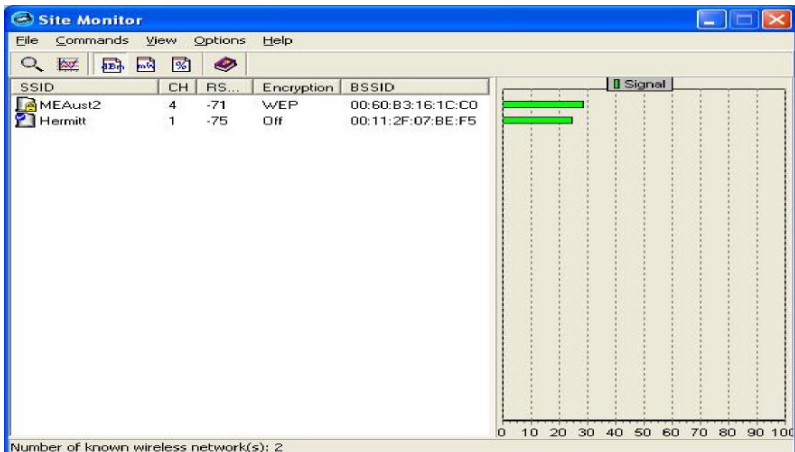 Site Monitor
File Commands View Options Help
dBm mW %
SSID CH RS... Encryption BSSID
MEAust2 4 -71 WEP 00:60:B3:16:1C:C0
Hermitt 1 -75 Off 00:11:2F:07:BE:F5
Signal
0 10 20 30 40 50 60 70 80 90 100
Number of known wireless network(s): 2